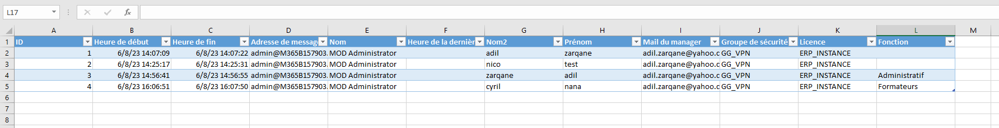 L17 fx
A B C D E F G H I J K L M
1 ID Heure de début Heure de fin Adresse de messag Nom Heure de la dernièr Nom2 Prénom Mail du manager Groupe de sécurité Licence Fonction
2 1 6/8/23 14:07:09 6/8/23 14:07:22 admin@M365B157903. MOD Administrator adil zarqane adil.zarqane@yahoo.c GG_VPN ERP_INSTANCE
3 2 6/8/23 14:25:17 6/8/23 14:25:31 admin@M365B157903. MOD Administrator nico test adil.zarqane@yahoo.c GG_VPN ERP_INSTANCE
4 3 6/8/23 14:56:41 6/8/23 14:56:55 admin@M365B157903. MOD Administrator zarqane adil adil.zarqane@yahoo.c GG_VPN ERP_INSTANCE Administratif
5 4 6/8/23 16:06:51 6/8/23 16:07:50 admin@M365B157903. MOD Administrator cyril nana adil.zarqane@yahoo.c GG_VPN ERP_INSTANCE Formateurs
6
7
8